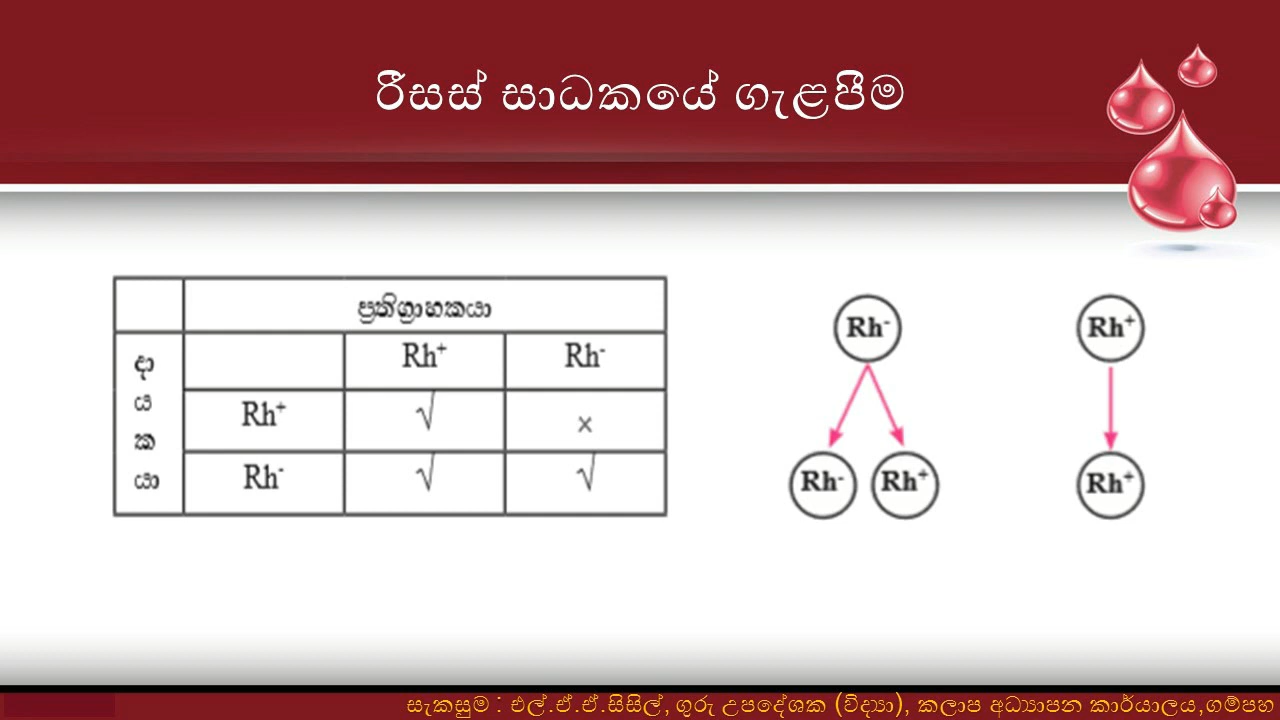 රීසස් සාධකයේ ගැළපීම
ප්‍රතිග්‍රාහකයා
දායකයා
Rh⁺ Rh⁻
Rh⁺ √ ×
Rh⁻ √ √
Rh⁻ Rh⁺
Rh⁻ Rh⁺ Rh⁺
සැකසුම : එල්.ඒ.ඒ.සිසිල්, ගුරු උපදේශක (විද්‍යා), කලාප අධ්‍යාපන කාර්යාලය,ගම්පහ